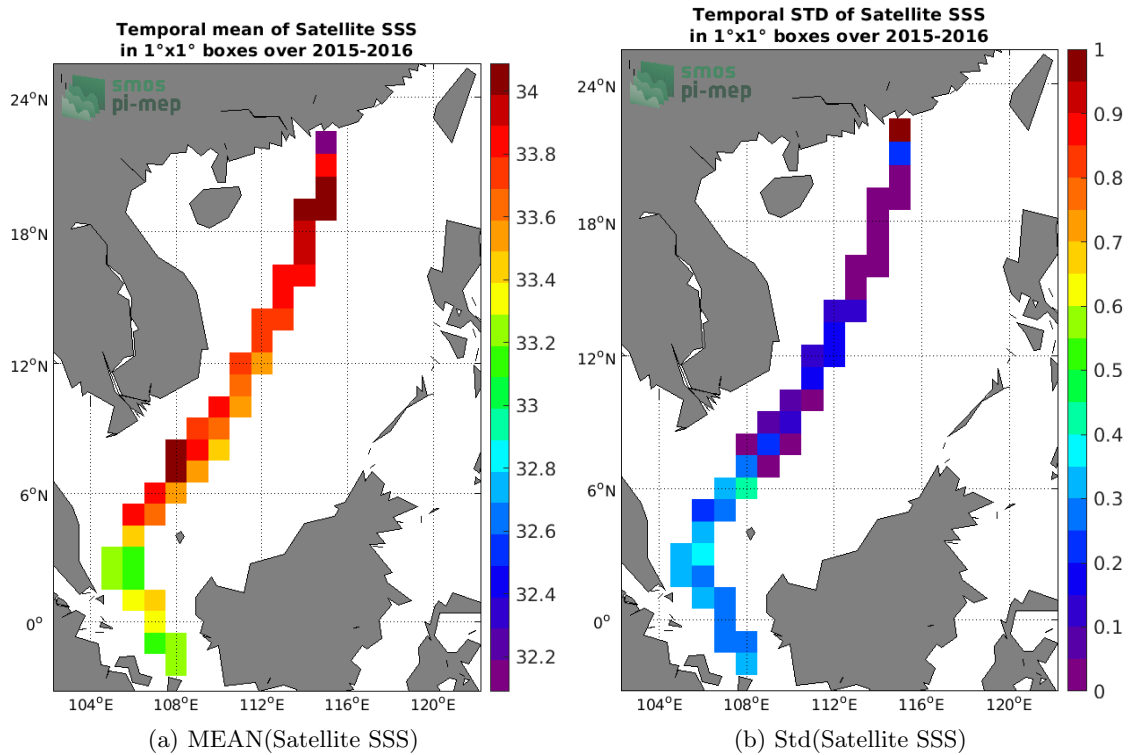 Temporal mean of Satellite SSS
in 1°x1° boxes over 2015-2016
smos
pi-mep
24°N
18°N
12°N
6°N
0°
104°E
108°E
112°E
116°E
120°E
34
33.8
33.6
33.4
33.2
33
32.8
32.6
32.4
32.2
(a) MEAN(Satellite SSS)
Temporal STD of Satellite SSS
in 1°x1° boxes over 2015-2016
smos
pi-mep
24°N
18°N
12°N
6°N
0°
104°E
108°E
112°E
116°E
120°E
1
0.9
0.8
0.7
0.6
0.5
0.4
0.3
0.2
0.1
0
(b) Std(Satellite SSS)